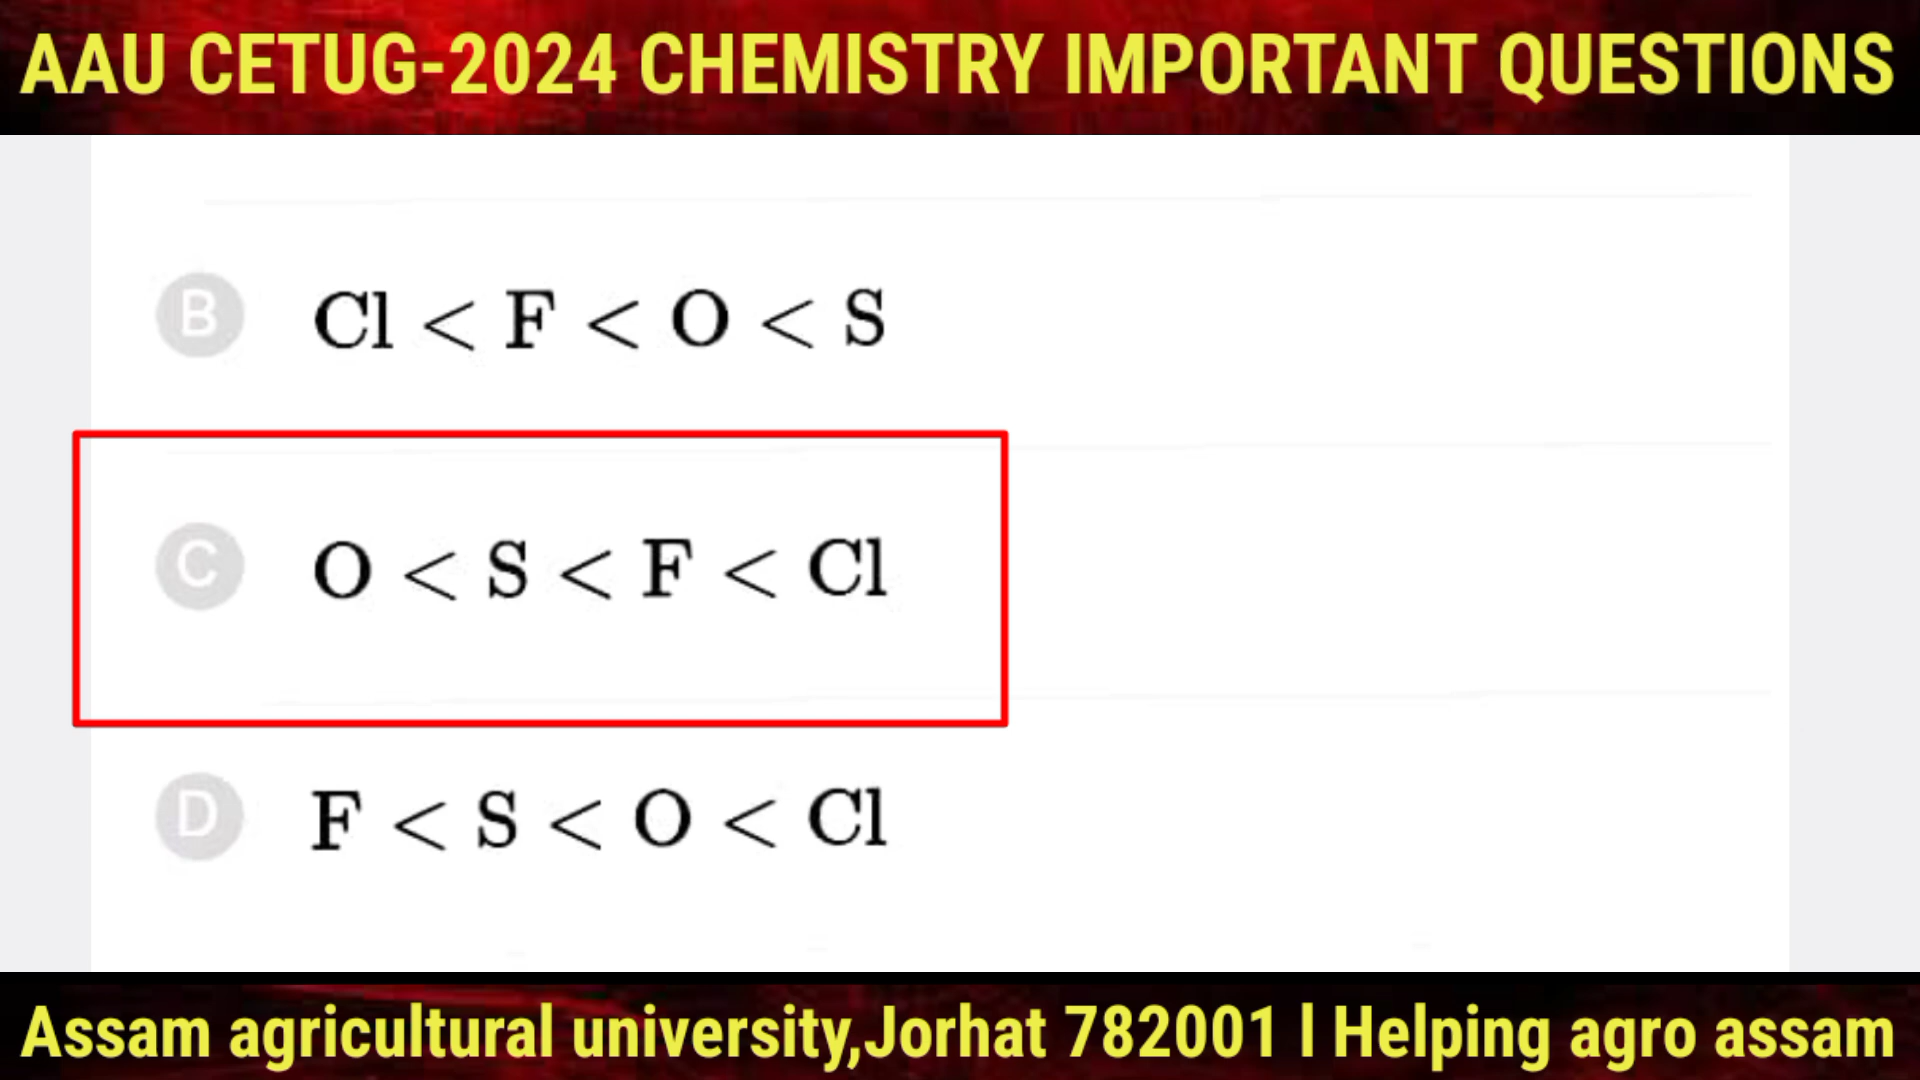 AAU CETUG-2024 CHEMISTRY IMPORTANT QUESTIONS
B Cl < F < O < S
C O < S < F < Cl
D F < S < O < Cl
Assam agricultural university,Jorhat 782001 l Helping agro assam